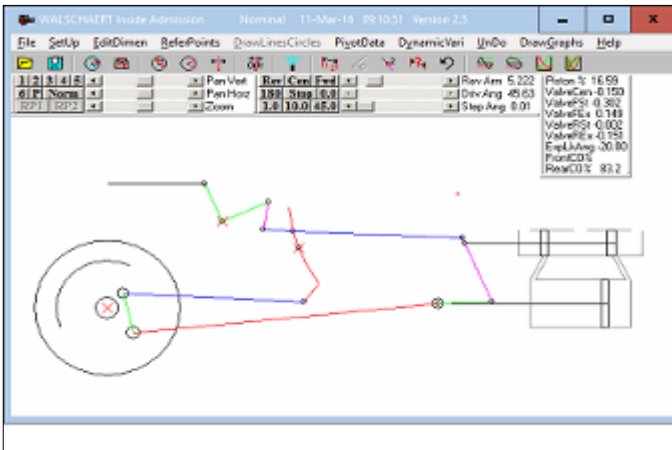 WALSCHAERT Inside Admission Nominal 11-Mar-16 09:10:51 Version 2.5
File SetUp EditDimen ReferPoints DrawLinesCircles PivotData DynamicVari UnDo DrawGraphs Help
1 2 3 4 5 Pan Vert Rev Cen Fwd Rev Arm 5.222
6 P Norm Pan Horz 180 Stop 0.0 Driv Ang 45.63
RP1 RP2 Zoom 1.0 10.0 45.0 Step Ang 0.01
Piston % 16.59
ValveCen -0.150
ValveFSt -0.302
ValveFEx 0.149
ValveRSt -0.002
ValveREx -0.151
ExpLkAng -20.00
FrontCO%
RearCO% 83.2